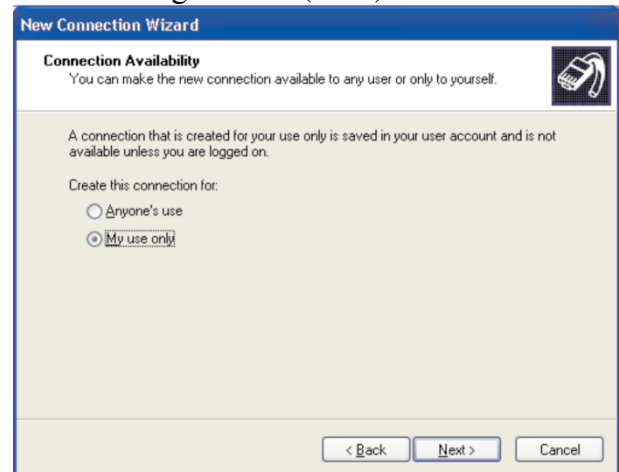 New Connection Wizard
Connection Availability
You can make the new connection available to any user or only to yourself.
A connection that is created for your use only is saved in your user account and is not
available unless you are logged on.
Create this connection for:
Anyone's use
My use only
< Back
Next >
Cancel